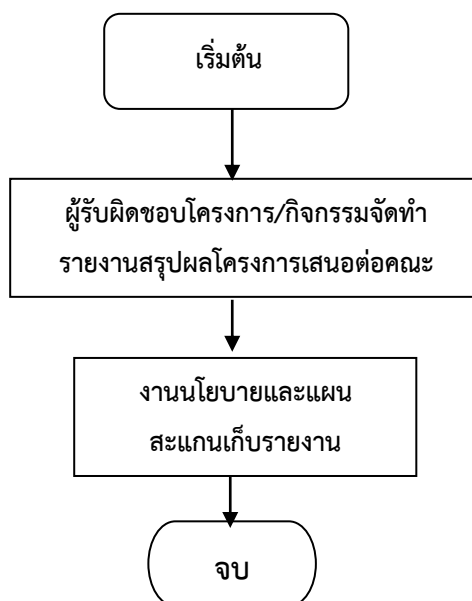 เริ่มต้น
ผู้รับผิดชอบโครงการ/กิจกรรมจัดทำ
รายงานสรุปผลโครงการเสนอต่อคณะ
งานนโยบายและแผน
สะแกนเก็บรายงาน
จบ